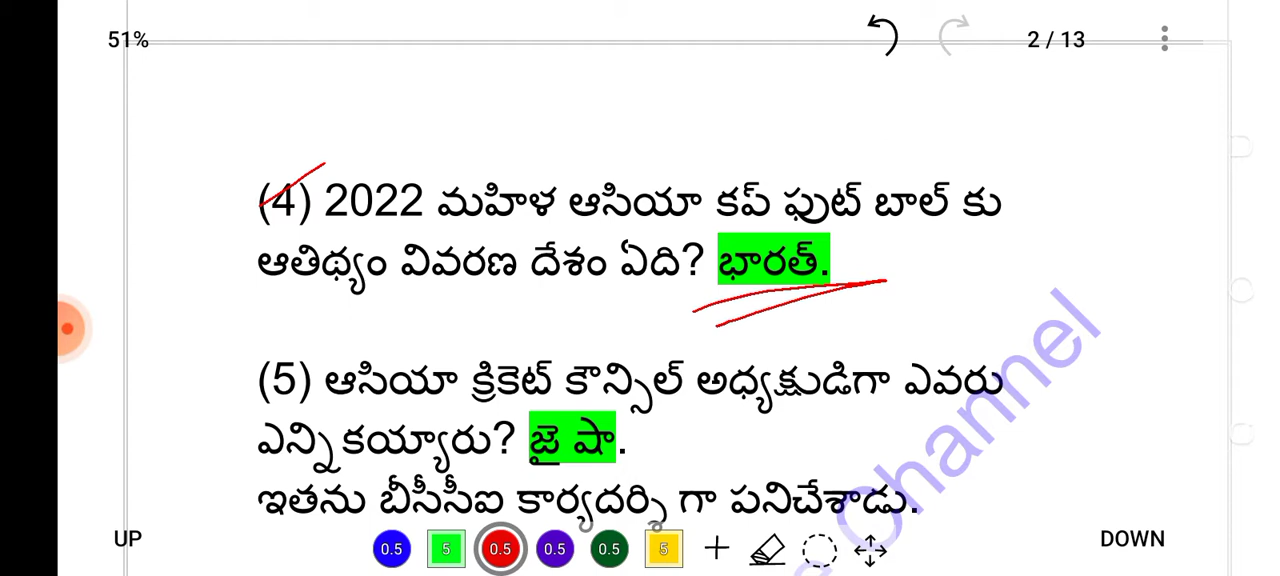 51%
2 / 13
(4) 2022 మహిళ ఆసియా కప్ ఫుట్ బాల్ కు
ఆతిథ్యం వివరణ దేశం ఏది? భారత్.
(5) ఆసియా క్రికెట్ కౌన్సిల్ అధ్యక్షుడిగా ఎవరు
ఎన్నికయ్యారు? జై షా.
ఇతను బీసీసీఐ కార్యదర్శి గా పనిచేశాడు.
Channel
UP
0.5 5 0.5 0.5 0.5 5
DOWN